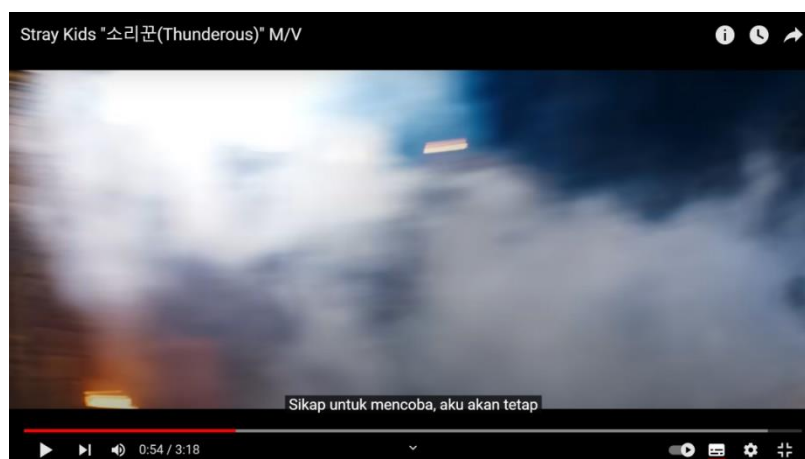 Stray Kids "소리꾼(Thunderous)" M/V
Sikap untuk mencoba, aku akan tetap
0:54 / 3:18